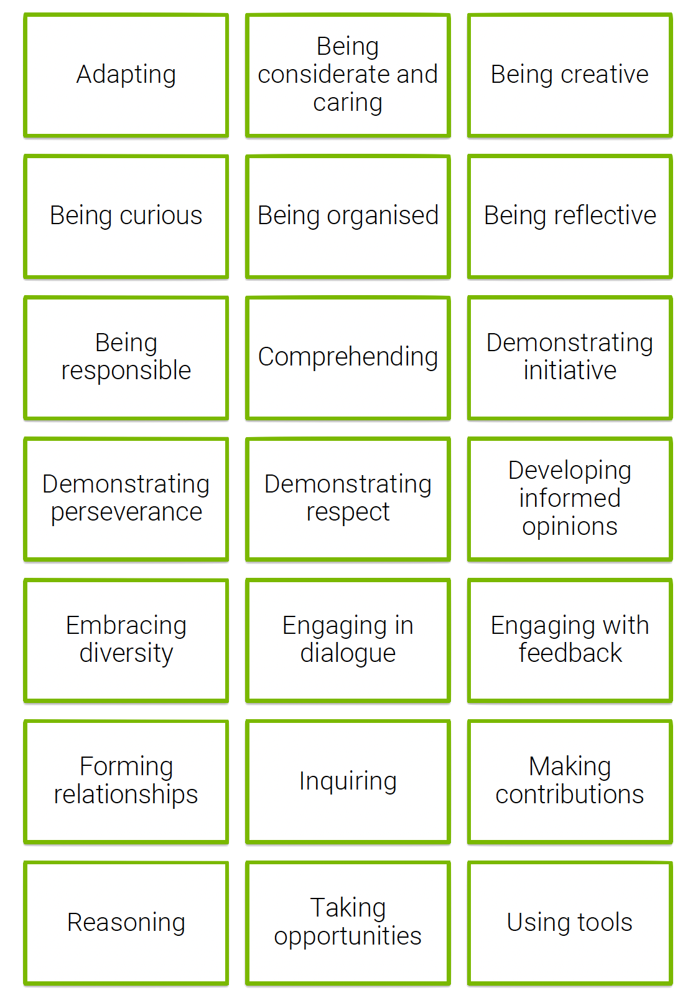 Adapting
Being
considerate and
caring
Being creative
Being curious
Being organised
Being reflective
Being
responsible
Comprehending
Demonstrating
initiative
Demonstrating
perseverance
Demonstrating
respect
Developing
informed
opinions
Embracing
diversity
Engaging in
dialogue
Engaging with
feedback
Forming
relationships
Inquiring
Making
contributions
Reasoning
Taking
opportunities
Using tools